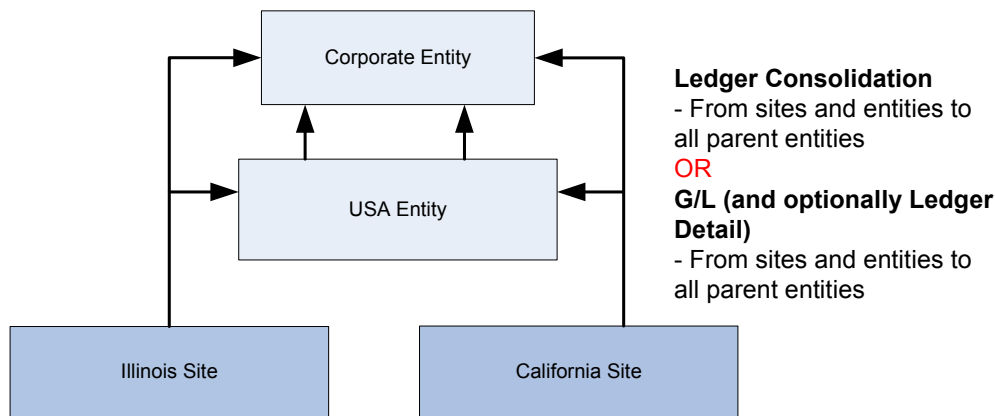 Corporate Entity
USA Entity
Illinois Site
California Site
Ledger Consolidation
- From sites and entities to
all parent entities
OR
G/L (and optionally Ledger
Detail)
- From sites and entities to
all parent entities